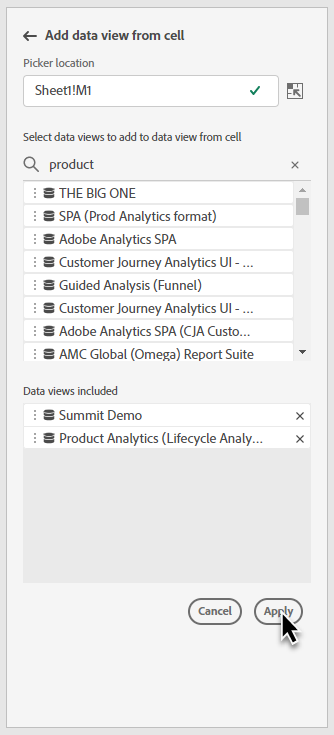 Add data view from cell
Picker location
Sheet1!M1
Select data views to add to data view from cell
product
THE BIG ONE
SPA (Prod Analytics format)
Adobe Analytics SPA
Customer Journey Analytics UI - ...
Guided Analysis (Funnel)
Customer Journey Analytics UI - ...
Adobe Analytics SPA (CJA Custo...
AMC Global (Omega) Report Suite
Data views included
Summit Demo
Product Analytics (Lifecycle Analy...
Cancel Apply